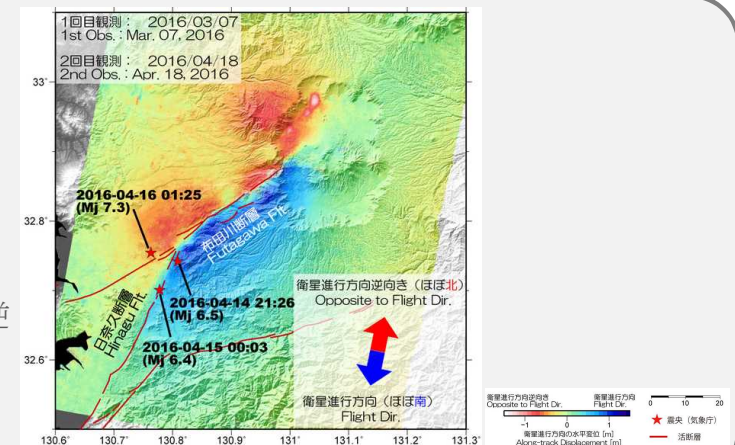 1回目観測： 2016/03/07
1st Obs.: Mar. 07, 2016
2回目観測： 2016/04/18
2nd Obs.: Apr. 18, 2016
33°
32.8°
32.6°
2016-04-16 01:25
(Mj 7.3)
布田川断層
Futagawa Flt.
日奈久断層
Hinagu Flt.
2016-04-14 21:26
(Mj 6.5)
2016-04-15 00:03
(Mj 6.4)
衛星進行方向逆向き（ほぼ北）
Opposite to Flight Dir.
衛星進行方向（ほぼ南）
Flight Dir.
130.6° 130.7° 130.8° 130.9° 131° 131.1° 131.2° 131.3°
衛星進行方向逆向き 衛星進行方向
Opposite to Flight Dir. Flight Dir.
-1 0 1
衛星進行方向の水平変位 [m]
Along-track Displacement [m]
0 10 20
震央（気象庁）
活断層